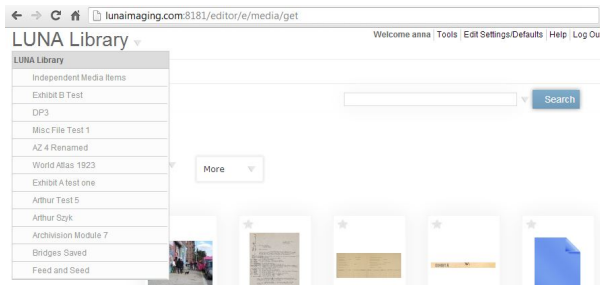 lunaimaging.com:8181/editor/e/media/get
LUNA Library
Welcome anna Tools Edit Settings/Defaults Help Log Ou
LUNA Library
Independent Media Items
Exhibit B Test
DP3
Search
Misc File Test 1
AZ 4 Renamed
World Atlas 1923
More
Exhibit A test one
Arthur Test 5
Arthur Szyk
Archivision Module 7
Bridges Saved
Feed and Seed